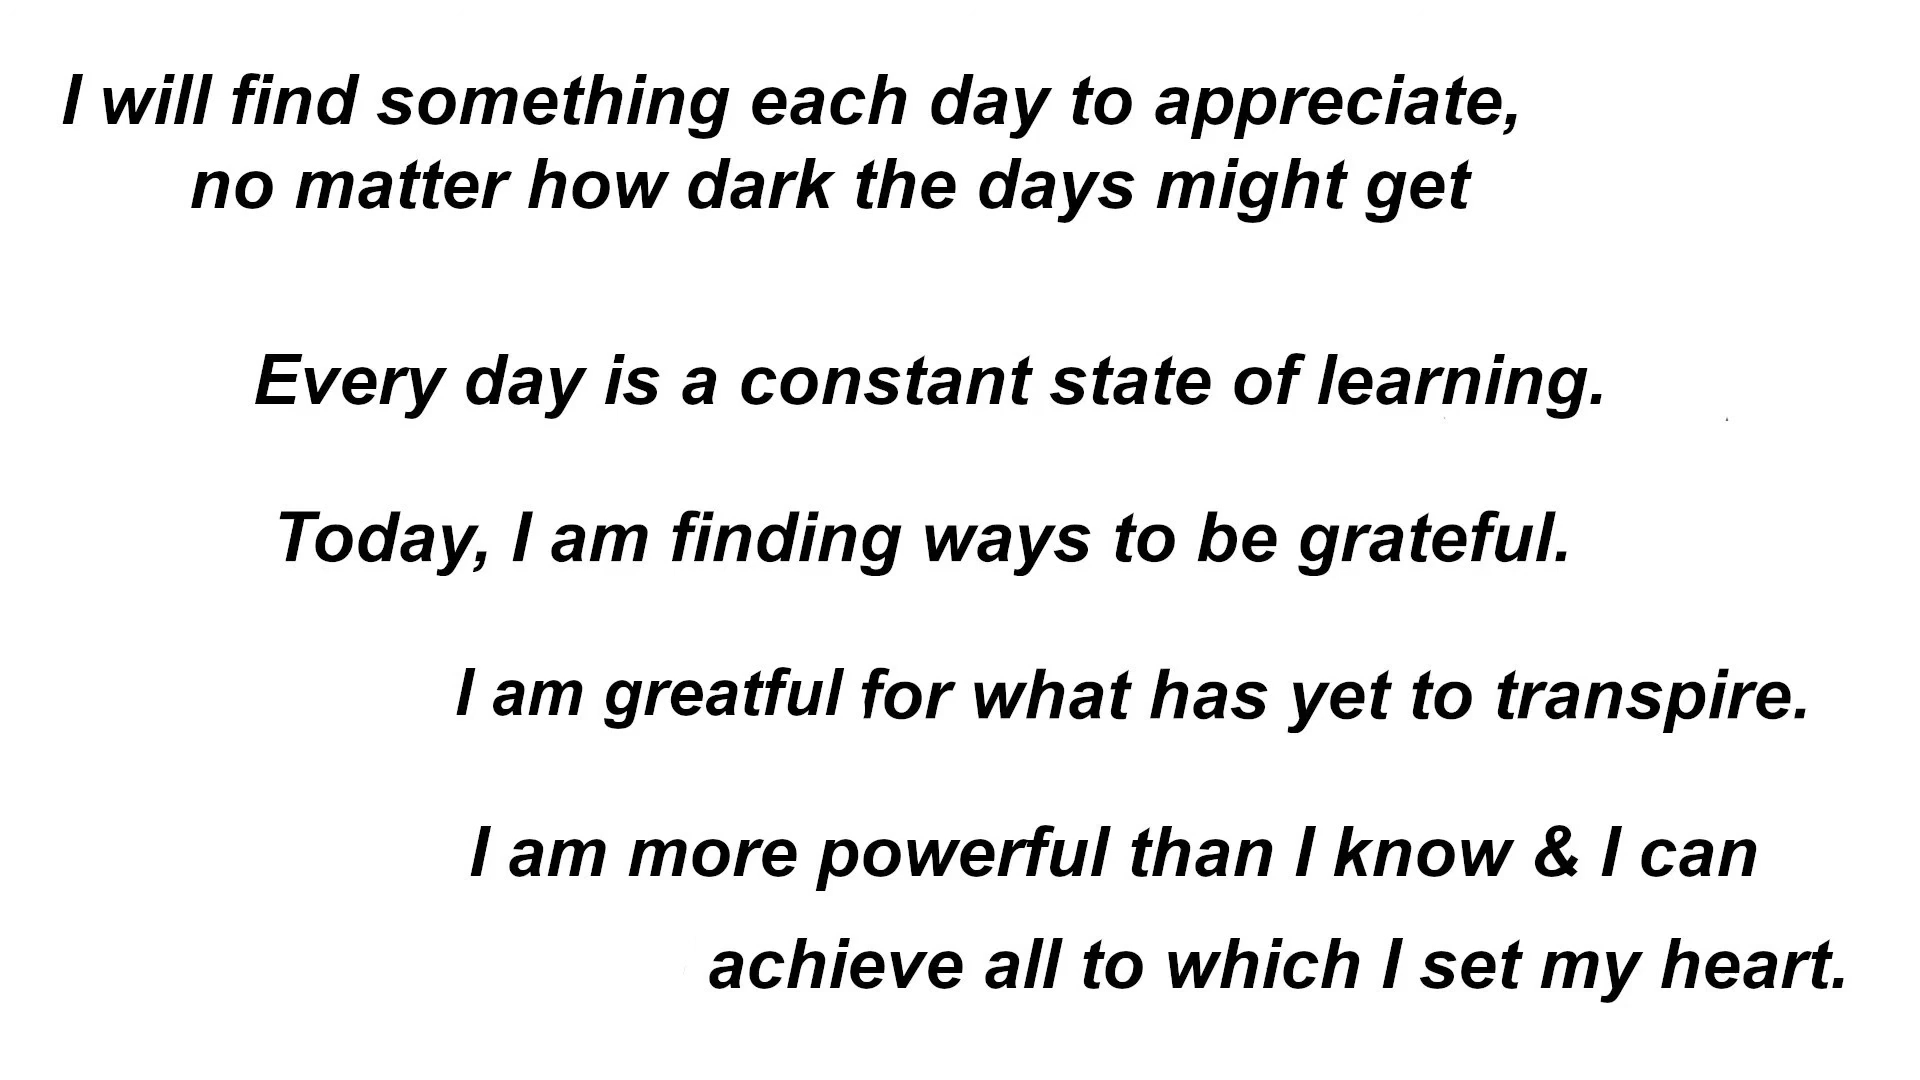 I will find something each day to appreciate,
no matter how dark the days might get
Every day is a constant state of learning.
Today, I am finding ways to be grateful.
I am greatful for what has yet to transpire.
I am more powerful than I know & I can
achieve all to which I set my heart.